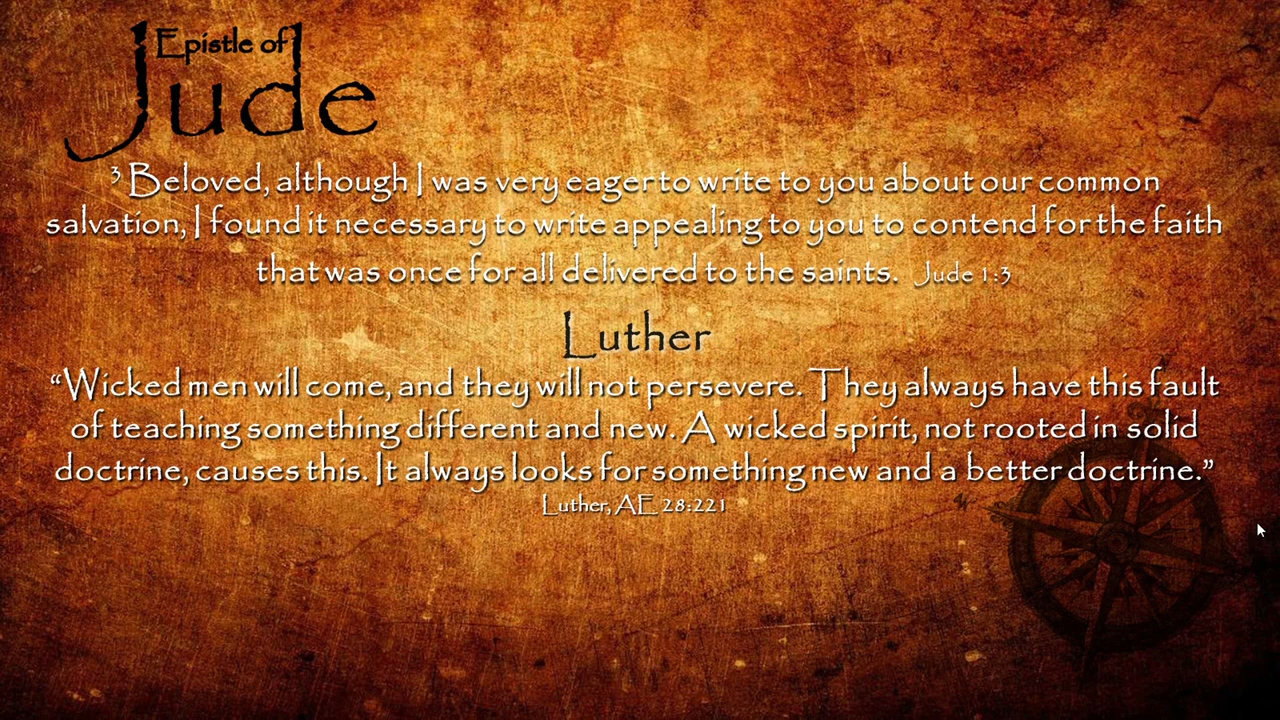 Epistle of
Jude
³ Beloved, although I was very eager to write to you about our common
salvation, I found it necessary to write appealing to you to contend for the faith
that was once for all delivered to the saints. Jude 1:3
Luther
“Wicked men will come, and they will not persevere. They always have this fault
of teaching something different and new. A wicked spirit, not rooted in solid
doctrine, causes this. It always looks for something new and a better doctrine.”
Luther, AE 28:221